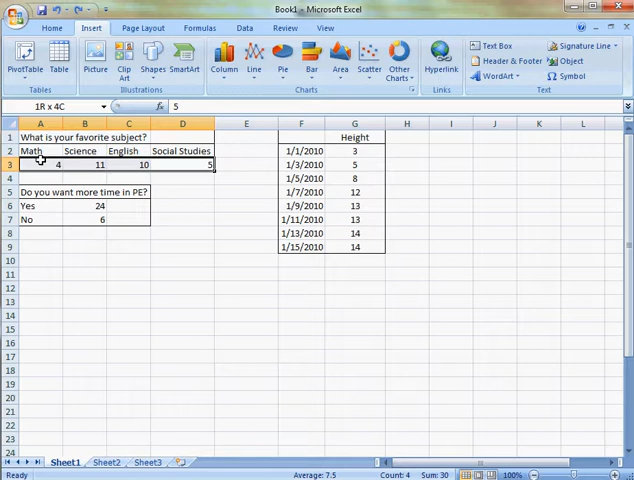 Book1 - Microsoft Excel
Home Insert Page Layout Formulas Data Review View
PivotTable Table Picture Clip Art Shapes SmartArt Column Line Pie Bar Area Scatter Other Charts Hyperlink Text Box Header & Footer WordArt Signature Line Object Symbol
Tables Illustrations Charts Links Text
1R x 4C fx 5
A B C D E F G H I J K L
1 What is your favorite subject? Height
2 Math Science English Social Studies 1/1/2010 3
3 4 11 10 5 1/3/2010 5
4 1/5/2010 8
5 Do you want more time in PE? 1/7/2010 12
6 Yes 24 1/9/2010 13
7 No 6 1/11/2010 13
8 1/13/2010 14
9 1/15/2010 14
10
11
12
13
14
15
16
17
18
19
20
21
22
23
24
Sheet1 Sheet2 Sheet3
Ready Average: 7.5 Count: 4 Sum: 30 100%